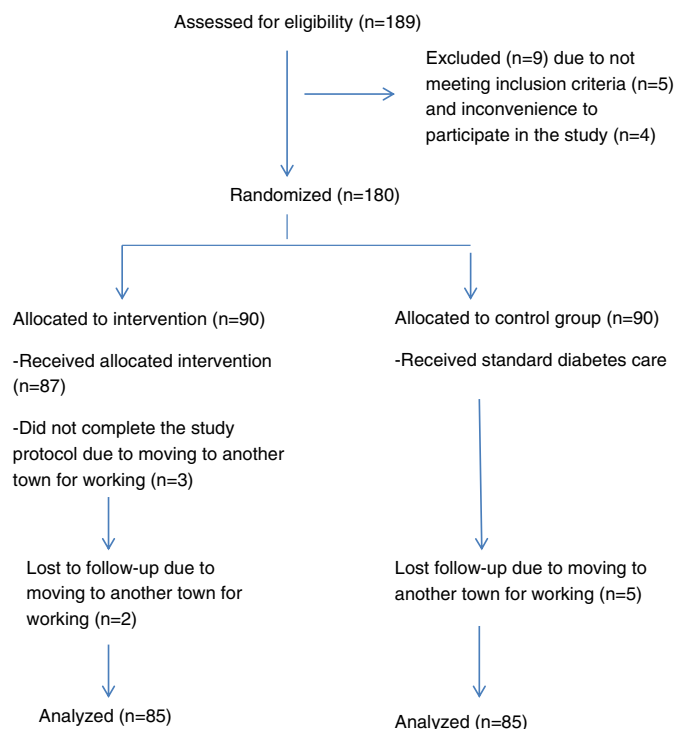 Assessed for eligibility (n=189)
Excluded (n=9) due to not
meeting inclusion criteria (n=5)
and inconvenience to
participate in the study (n=4)
Randomized (n=180)
Allocated to intervention (n=90)
-Received allocated intervention
(n=87)
-Did not complete the study
protocol due to moving to another
town for working (n=3)
Lost to follow-up due to
moving to another town for
working (n=2)
Analyzed (n=85)
Allocated to control group (n=90)
-Received standard diabetes care
Lost follow-up due to moving to
another town for working (n=5)
Analyzed (n=85)